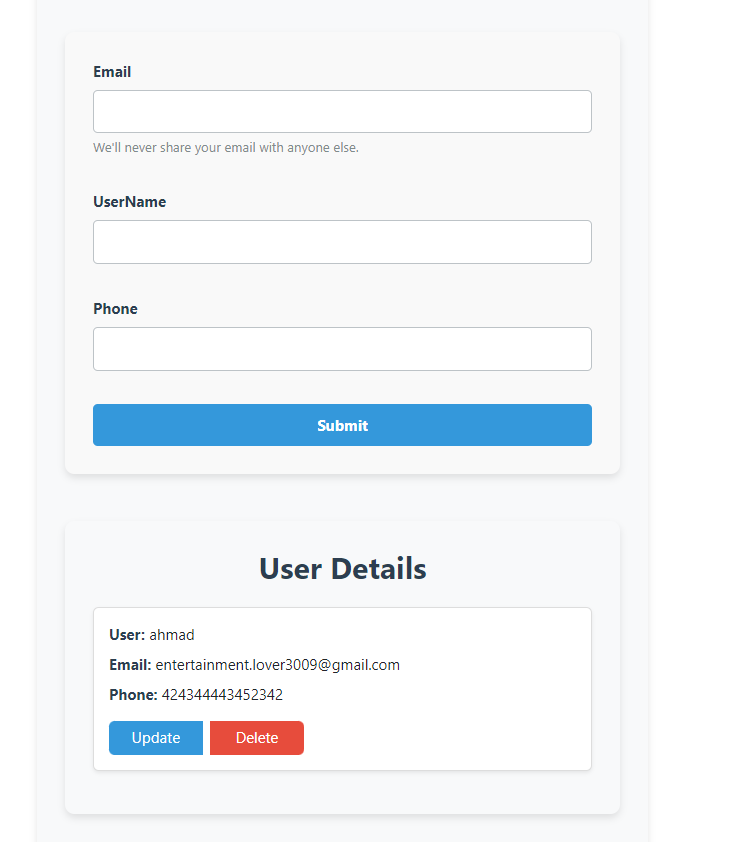 Email
We'll never share your email with anyone else.
UserName
Phone
Submit
User Details
User: ahmad
Email: entertainment.lover3009@gmail.com
Phone: 424344443452342
Update Delete